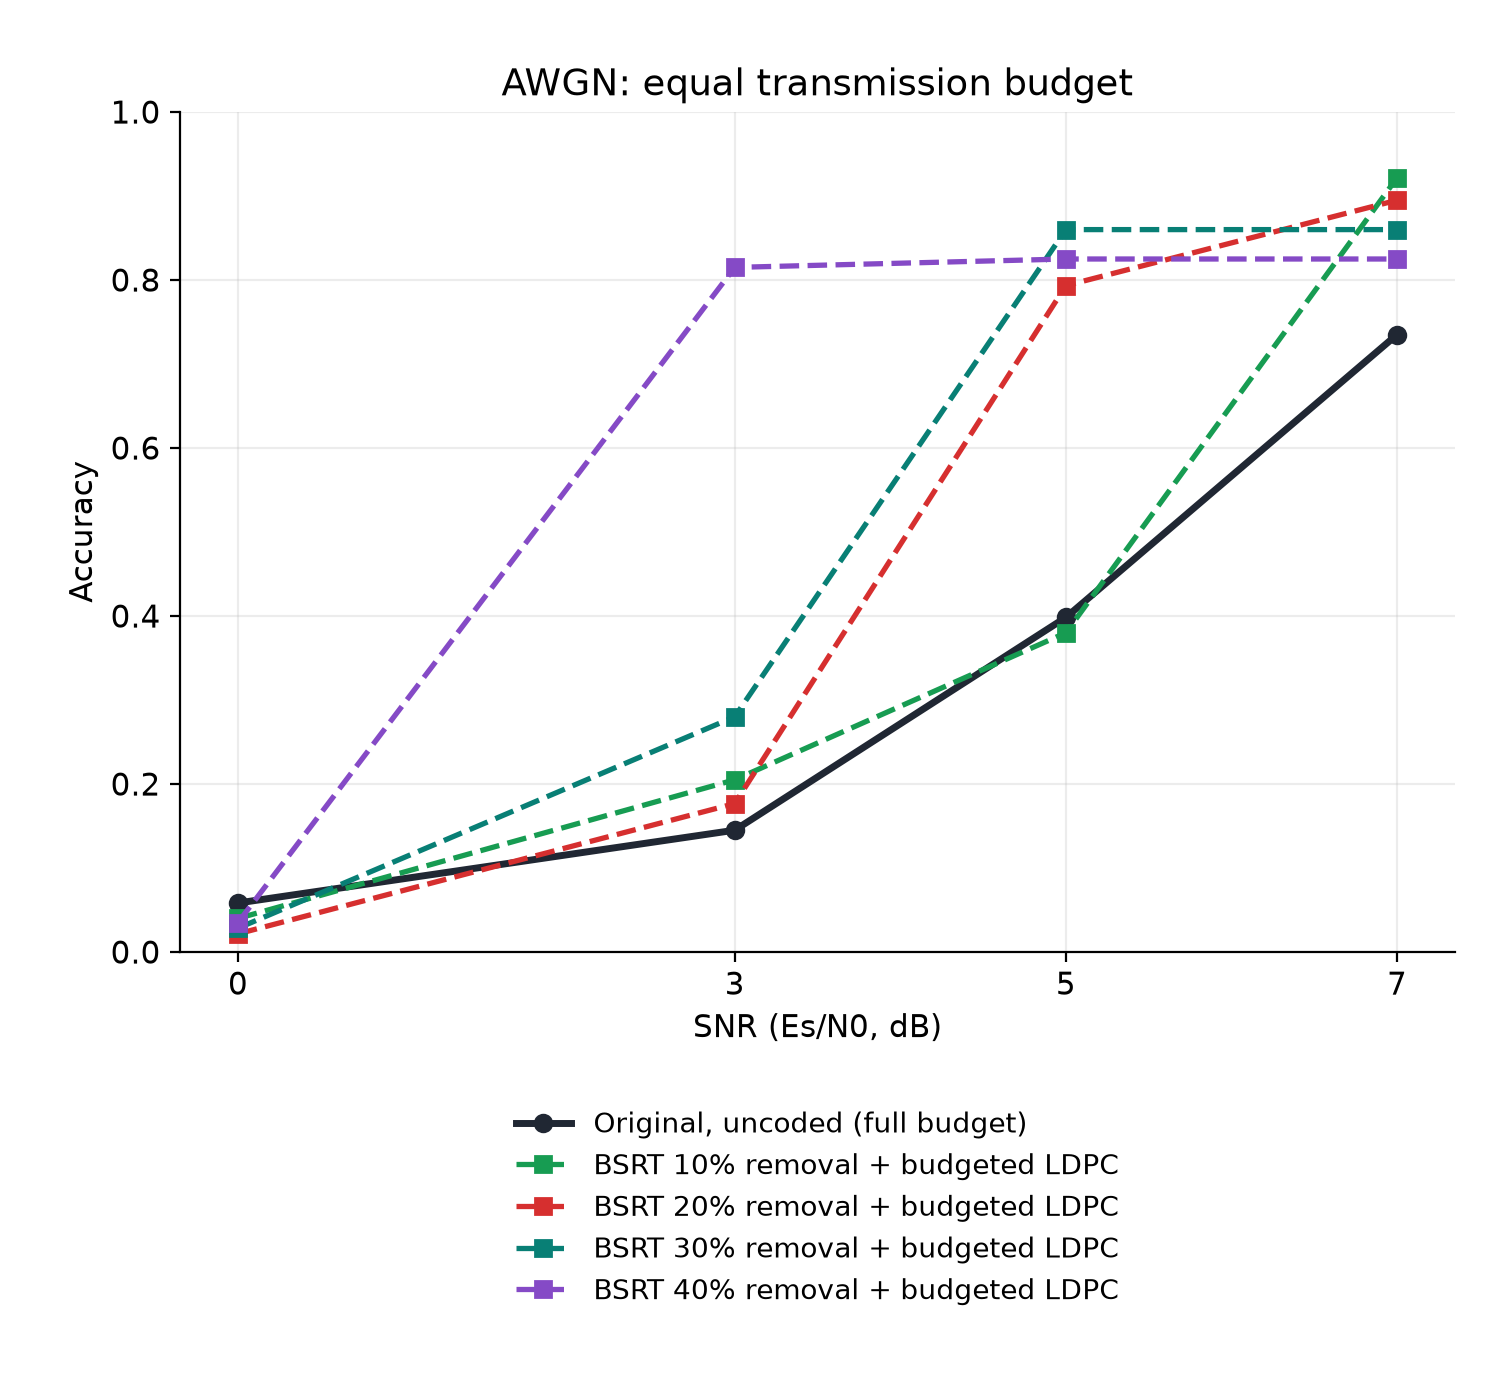 AWGN: equal transmission budget
1.0
0.8
0.6
0.4
0.2
0.0
Accuracy
0 3 5 7
SNR (Es/N0, dB)
Original, uncoded (full budget)
BSRT 10% removal + budgeted LDPC
BSRT 20% removal + budgeted LDPC
BSRT 30% removal + budgeted LDPC
BSRT 40% removal + budgeted LDPC